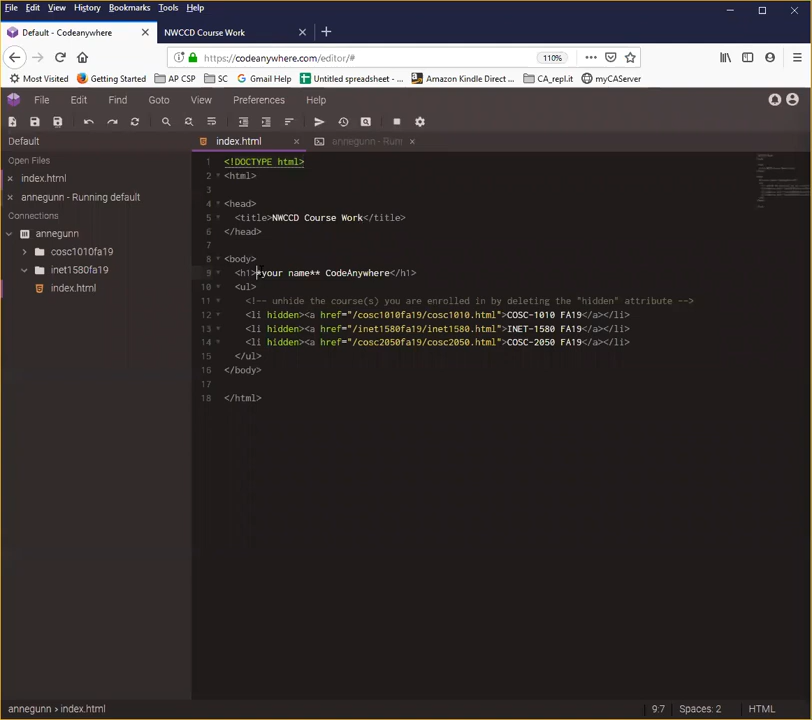 File Edit View History Bookmarks Tools Help
Default - Codeanywhere
NWCCD Course Work
https://codeanywhere.com/editor/#
110%
Most Visited Getting Started AP CSP SC Gmail Help Untitled spreadsheet - ... Amazon Kindle Direct ... CA_repl.it myCAServer
File Edit Find Goto View Preferences Help
Default
index.html
annegunn - Run
Open Files
index.html
annegunn - Running default
Connections
annegunn
cosc1010fa19
inet1580fa19
index.html
1 <!DOCTYPE html>
2 <html>
3
4 <head>
5 <title>NWCCD Course Work</title>
6 </head>
7
8 <body>
9 <h1>*your name** CodeAnywhere</h1>
10 <ul>
11 <!-- unhide the course(s) you are enrolled in by deleting the "hidden" attribute -->
12 <li hidden><a href="/cosc1010fa19/cosc1010.html">COSC-1010 FA19</a></li>
13 <li hidden><a href="/inet1580fa19/inet1580.html">INET-1580 FA19</a></li>
14 <li hidden><a href="/cosc2050fa19/cosc2050.html">COSC-2050 FA19</a></li>
15 </ul>
16 </body>
17
18 </html>
annegunn > index.html
9:7 Spaces: 2 HTML